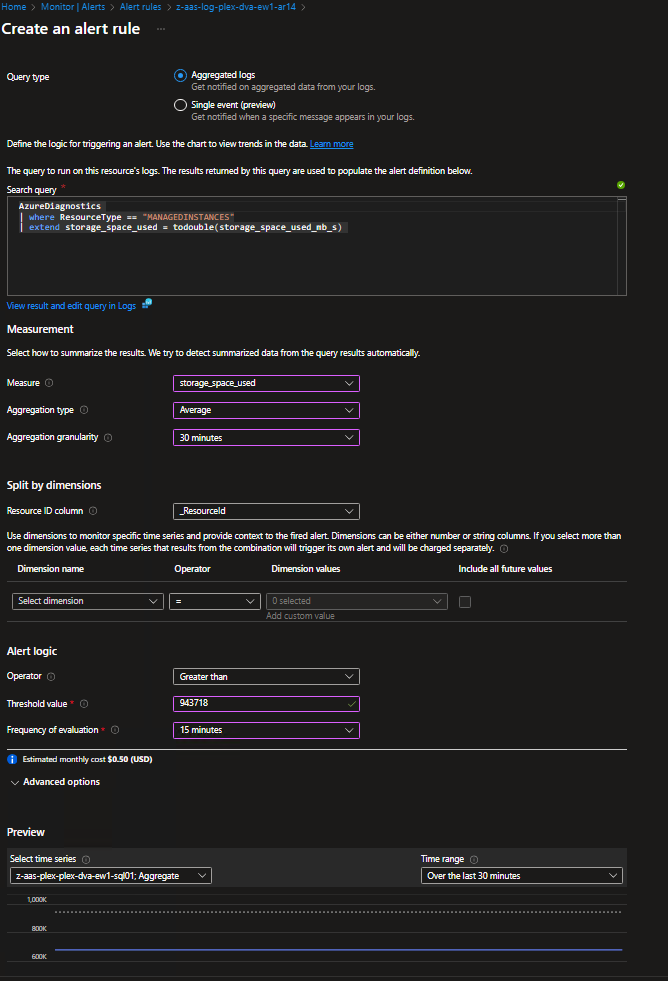 Home > Monitor | Alerts > Alert rules > z-aas-log-plex-dva-ew1-ar14 >
Create an alert rule ...
Query type
Aggregated logs
Get notified on aggregated data from your logs.
Single event (preview)
Get notified when a specific message appears in your logs.
Define the logic for triggering an alert. Use the chart to view trends in the data. Learn more
The query to run on this resource's logs. The results returned by this query are used to populate the alert definition below.
Search query *
AzureDiagnostics
| where ResourceType == "MANAGEDINSTANCES"
| extend storage_space_used = todouble(storage_space_used_mb_s)
View result and edit query in Logs
Measurement
Select how to summarize the results. We try to detect summarized data from the query results automatically.
Measure storage_space_used
Aggregation type Average
Aggregation granularity 30 minutes
Split by dimensions
Resource ID column _ResourceId
Use dimensions to monitor specific time series and provide context to the fired alert. Dimensions can be either number or string columns. If you select more than
one dimension value, each time series that results from the combination will trigger its own alert and will be charged separately.
Dimension name Operator Dimension values Include all future values
Select dimension = 0 selected
Add custom value
Alert logic
Operator Greater than
Threshold value * 943718
Frequency of evaluation * 15 minutes
Estimated monthly cost $0.50 (USD)
Advanced options
Preview
Select time series Time range
z-aas-plex-plex-dva-ew1-sql01; Aggregate Over the last 30 minutes
1,000K
800K
600K